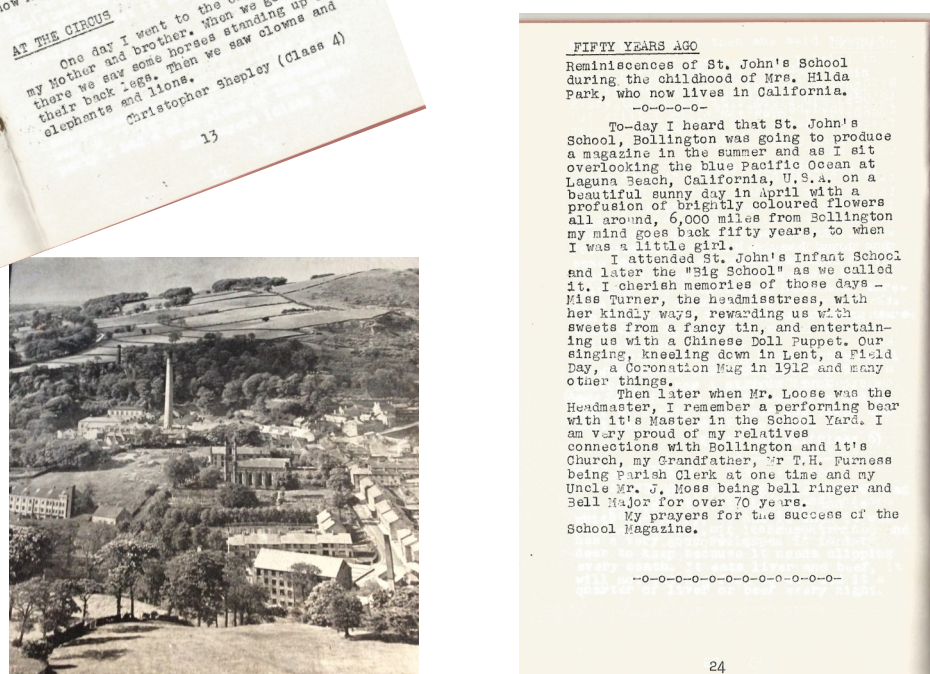 AT THE CIRCUS
One day I went to the
my Mother and brother. When we
there we saw some horses standing up
their back legs. Then we saw clowns and
elephants and lions.
Christopher Shepley (Class 4)
13
FIFTY YEARS AGO
Reminiscences of St. John's School
during the childhood of Mrs. Hilda
Park, who now lives in California.
-o-o-o-o-
To-day I heard that St. John's
School, Bollington was going to produce
a magazine in the summer and as I sit
overlooking the blue Pacific Ocean at
Laguna Beach, California, U.S.A. on a
beautiful sunny day in April with a
profusion of brightly coloured flowers
all around, 6,000 miles from Bollington
my mind goes back fifty years, to when
I was a little girl.
I attended St. John's Infant School
and later the "Big School" as we called
it. I cherish memories of those days -
Miss Turner, the headmisstress, with
her kindly ways, rewarding us with
sweets from a fancy tin, and entertain-
ing us with a Chinese Doll Puppet. Our
singing, kneeling down in Lent, a Field
Day, a Coronation Mug in 1912 and many
other things.
Then later when Mr. Loose was the
Headmaster, I remember a performing bear
with it's Master in the School Yard. I
am very proud of my relatives
connections with Bollington and it's
Church, my Grandfather, Mr T.H. Furness
being Parish Clerk at one time and my
Uncle Mr. J. Moss being bell ringer and
Bell Major for over 70 years.
My prayers for the success of the
School Magazine.
-o-o-o-o-o-o-o-o-o-o-o-o-o-o-
24